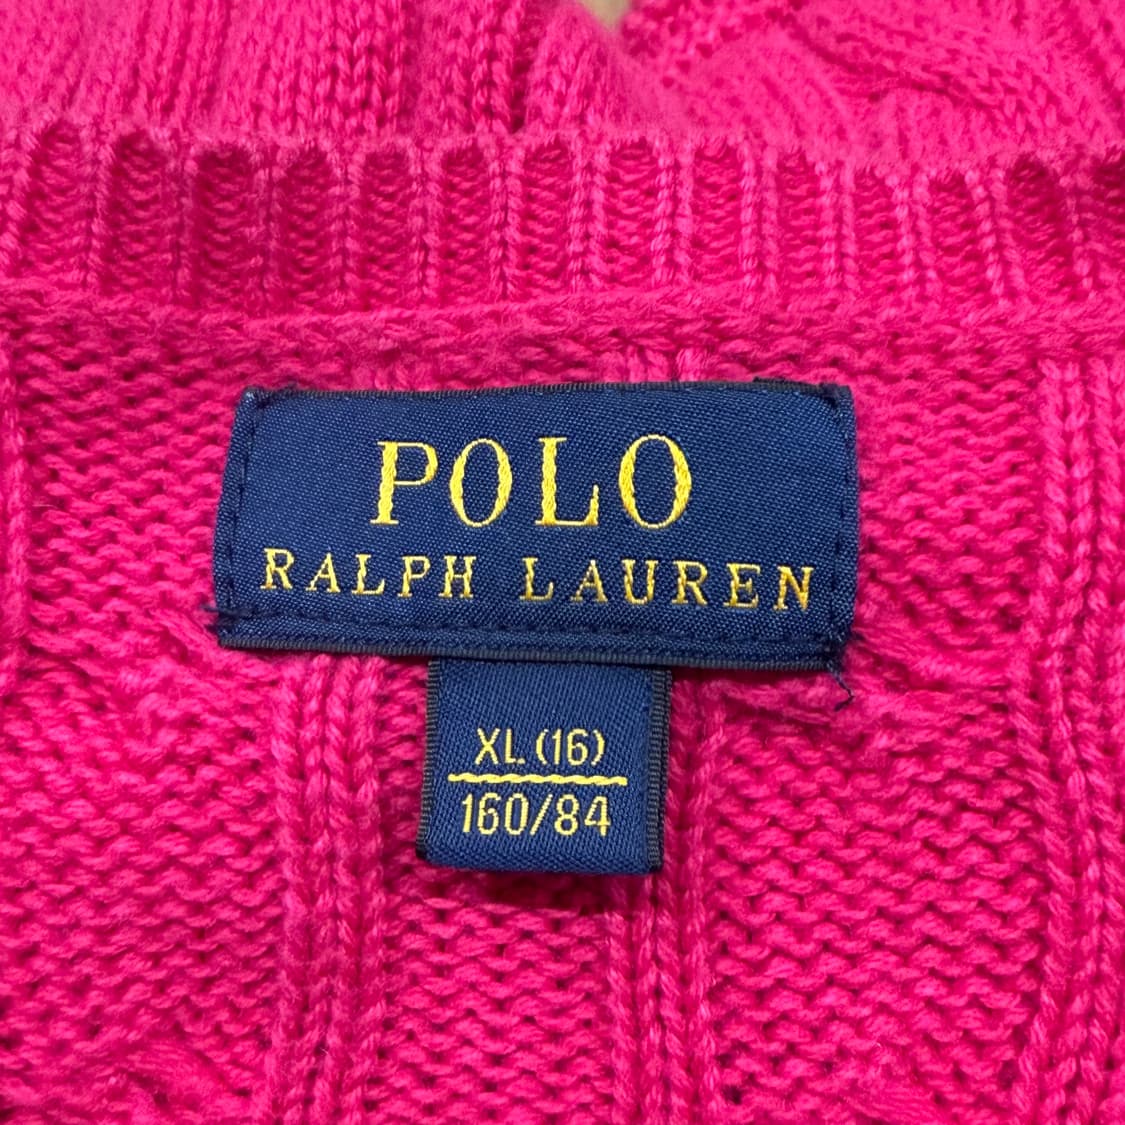 POLO
RALPH LAUREN
XL (16)
160/84